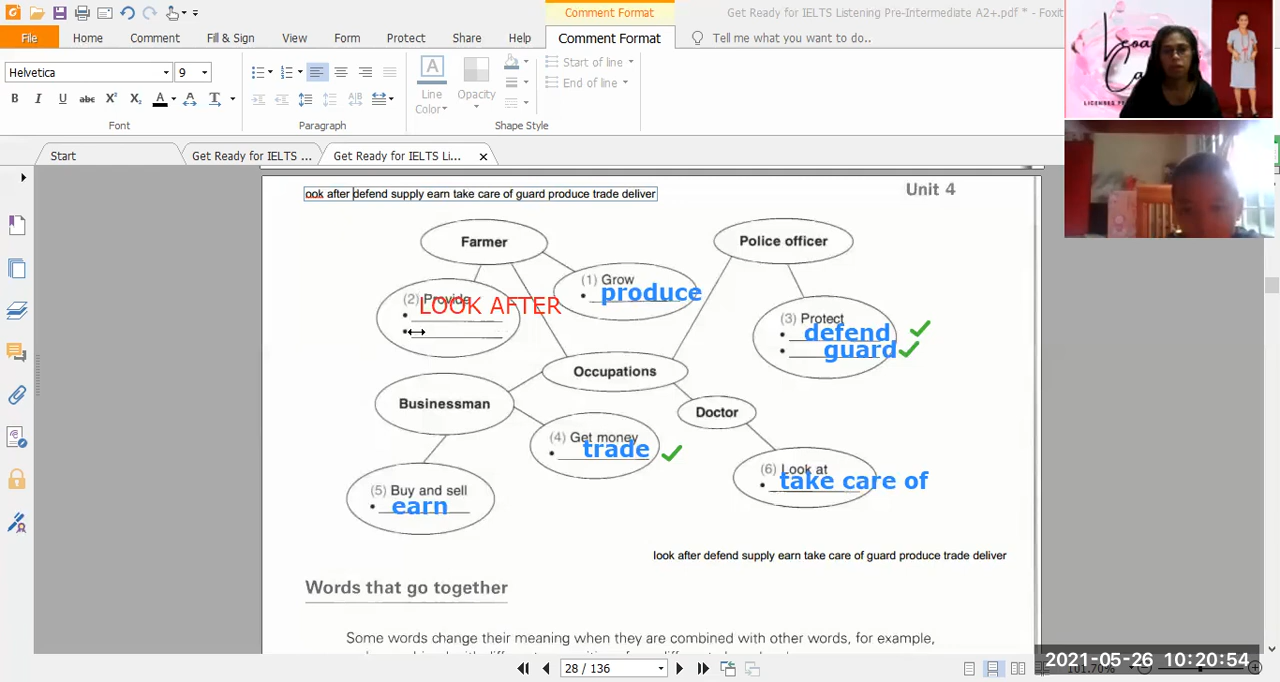 Comment Format
Get Ready for IELTS Listening Pre-Intermediate A2+.pdf * - Foxit
File
Home
Comment
Fill & Sign
View
Form
Protect
Share
Help
Comment Format
Tell me what you want to do..
Helvetica
9
Line
Color
Opacity
Start of line
End of line
B I U abc X² X₂ A A T
Font
Paragraph
Shape Style
Start
Get Ready for IELTS ...
Get Ready for IELTS Li...
ook after defend supply earn take care of guard produce trade deliver
Unit 4
Farmer
Police officer
(1) Grow
produce
(2) Provide
LOOK AFTER
(3) Protect
defend
guard
Occupations
Businessman
Doctor
(4) Get money
trade
(6) Look at
take care of
(5) Buy and sell
earn
look after defend supply earn take care of guard produce trade deliver
Words that go together
Some words change their meaning when they are combined with other words, for example,
28 / 136
101.70%
2021-05-26 10:20:54